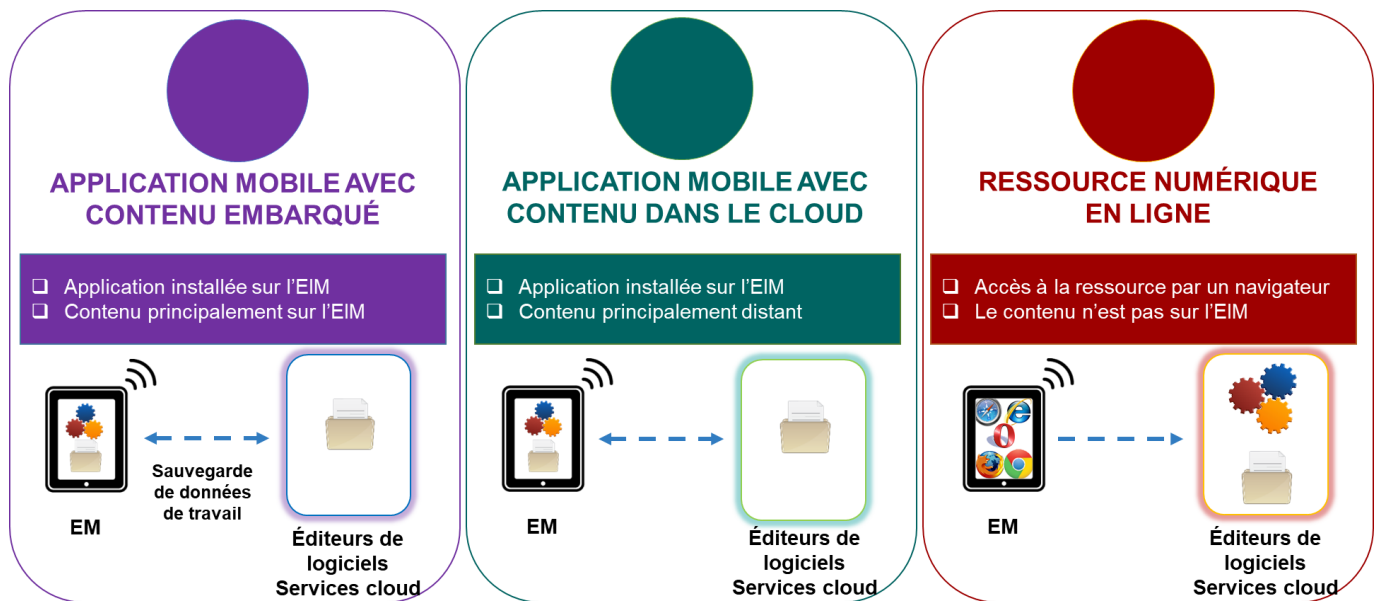 APPLICATION MOBILE AVEC
CONTENU EMBARQUÉ
❑ Application installée sur l’EIM
❑ Contenu principalement sur l’EIM
Sauvegarde
de données
de travail
EM
Éditeurs de
logiciels
Services cloud
APPLICATION MOBILE AVEC
CONTENU DANS LE CLOUD
❑ Application installée sur l’EIM
❑ Contenu principalement distant
EM
Éditeurs de
logiciels
Services cloud
RESSOURCE NUMÉRIQUE
EN LIGNE
❑ Accès à la ressource par un navigateur
❑ Le contenu n’est pas sur l’EIM
EM
Éditeurs de
logiciels
Services cloud